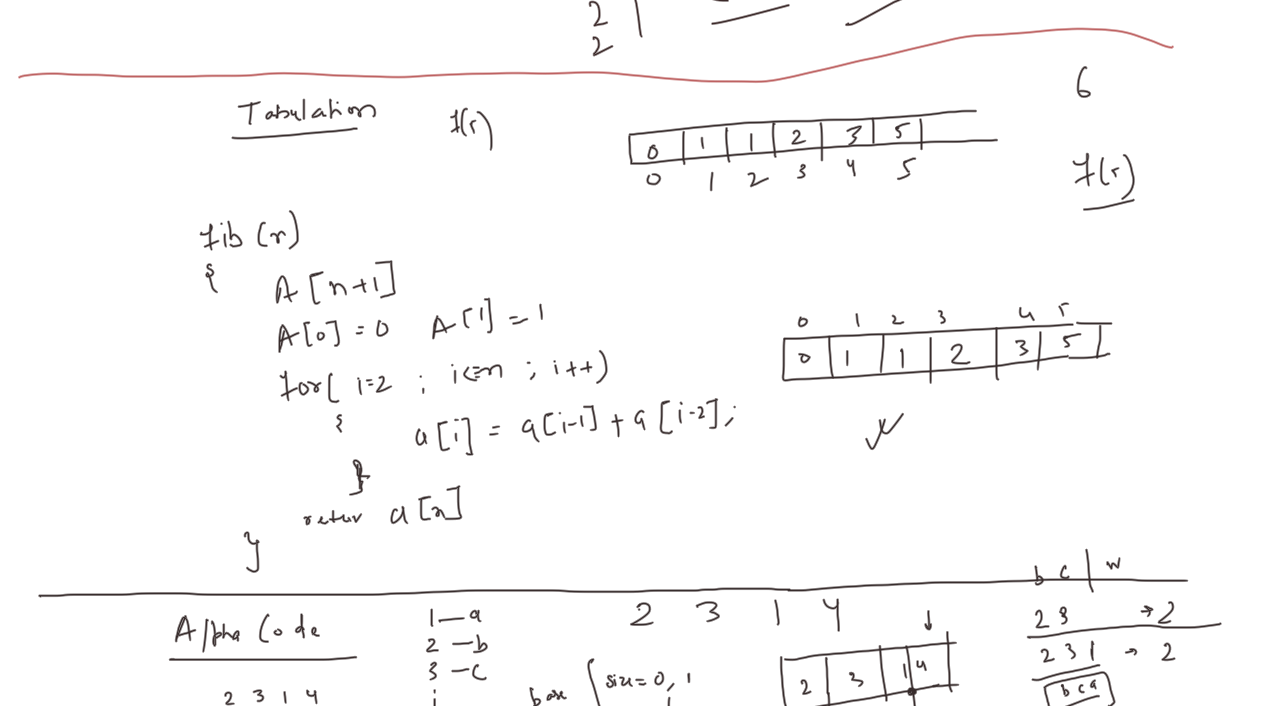 2
2
Tabulation f(5)
0 1 1 2 3 5
0 1 2 3 4 5
6
f(5)
fib (n)
{
A [n+1]
A[0] = 0 A[1] = 1
for( i=2 ; i<=n ; i++)
{
a[i] = a[i-1] + a[i-2];
}
retur a[n]
}
0 1 2 3 4 5
0 1 1 2 3 5
Alpha Code
2 3 1 4
1—a
2—b
3—c
2 3 1 4
base size=0, 1
2 3 1 4
b c | w
2 3 → 2
2 3 1 → 2
bca